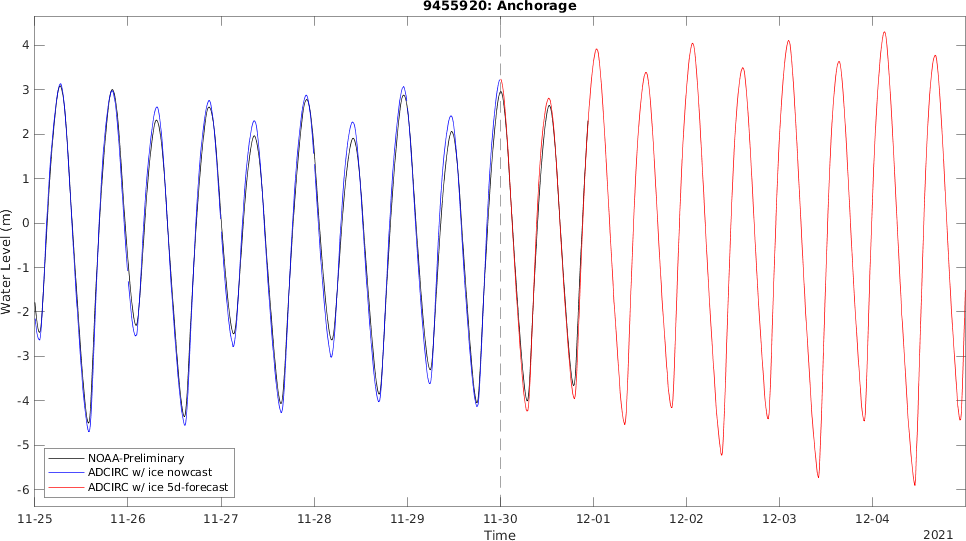 9455920: Anchorage
Water Level (m)
4
3
2
1
0
-1
-2
-3
-4
-5
-6
NOAA-Preliminary
ADCIRC w/ ice nowcast
ADCIRC w/ ice 5d-forecast
11-25 11-26 11-27 11-28 11-29 11-30 12-01 12-02 12-03 12-04
Time
2021